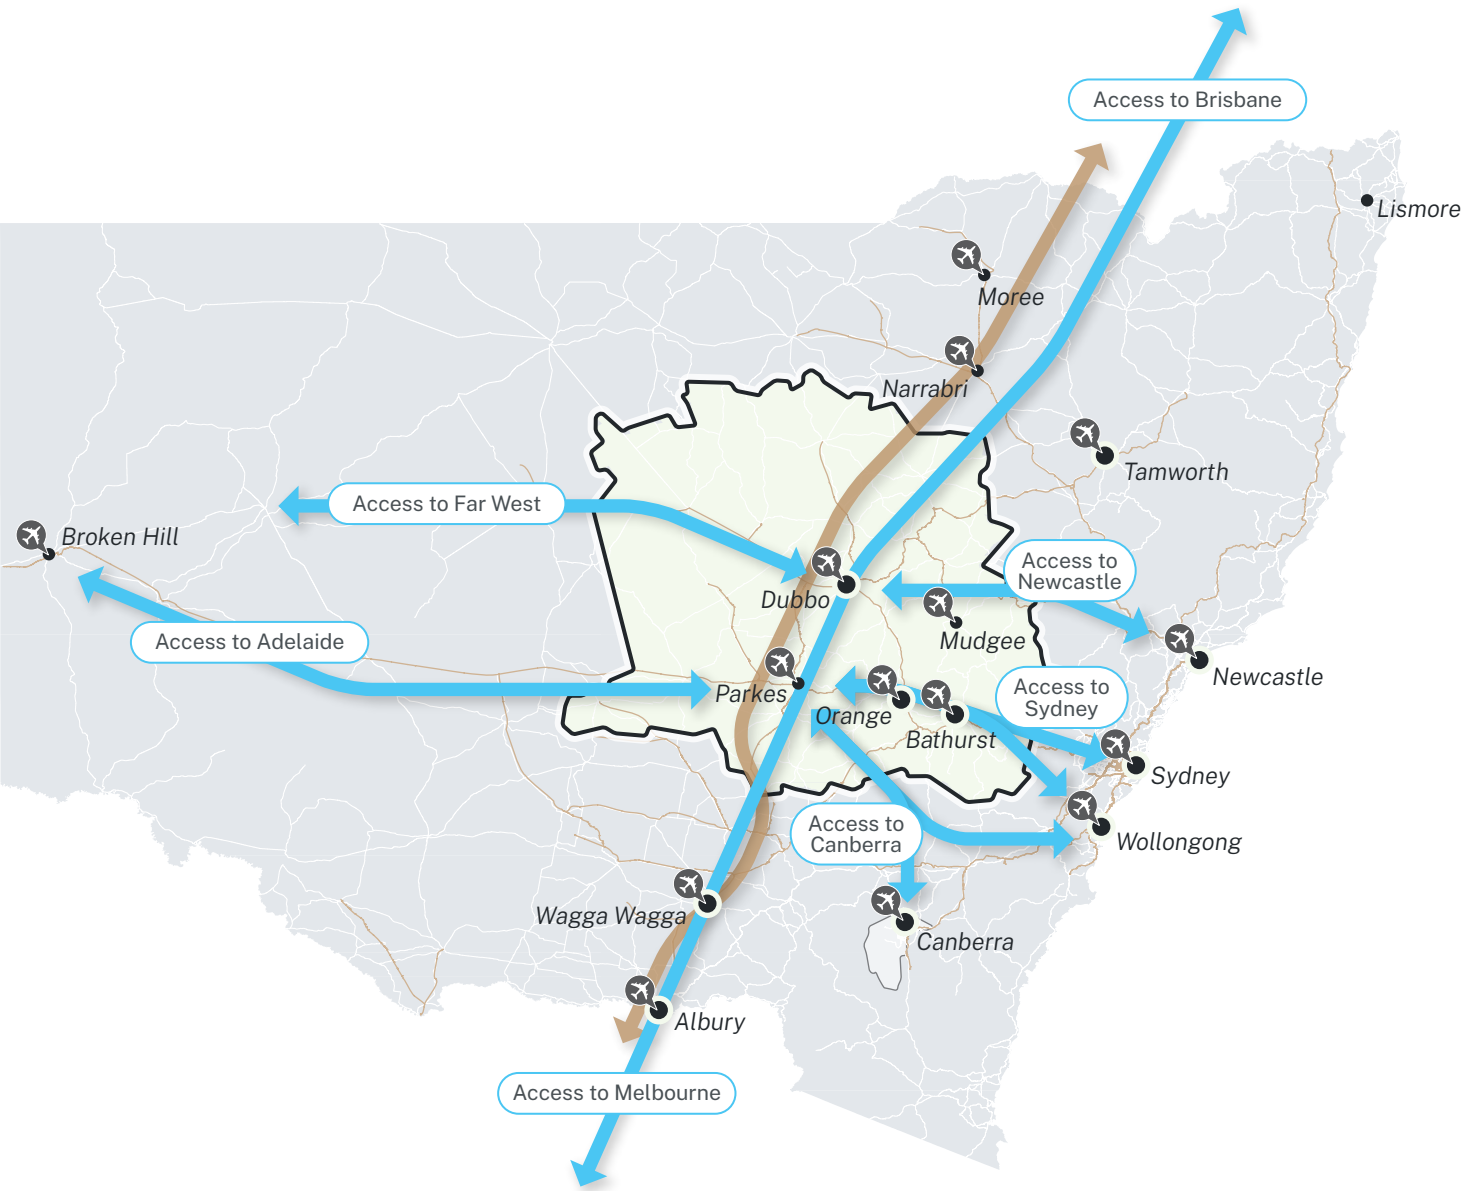 Access to Brisbane
Lismore
Moree
Narrabri
Tamworth
Access to Far West
Broken Hill
Access to
Newcastle
Dubbo
Mudgee
Access to Adelaide
Newcastle
Parkes
Access to
Sydney
Orange
Bathurst
Sydney
Access to
Canberra
Wollongong
Wagga Wagga
Canberra
Albury
Access to Melbourne